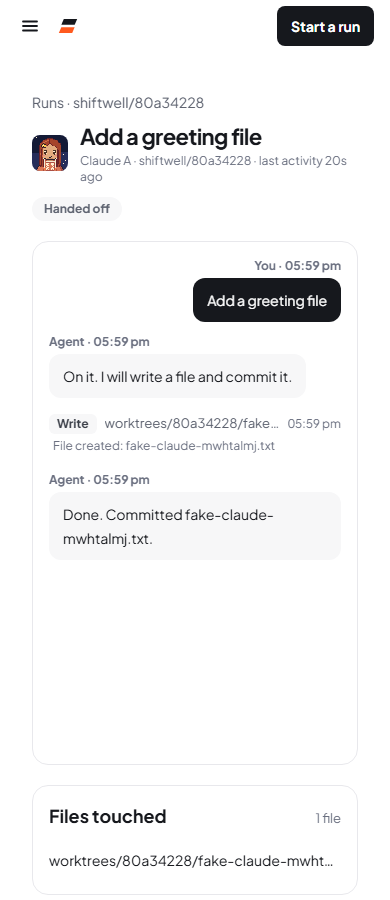 Start a run
Runs · shiftwell/80a34228
Add a greeting file
Claude A · shiftwell/80a34228 · last activity 20s
ago
Handed off
You · 05:59 pm
Add a greeting file
Agent · 05:59 pm
On it. I will write a file and commit it.
Write worktrees/80a34228/fake... 05:59 pm
File created: fake-claude-mwhtalmj.txt
Agent · 05:59 pm
Done. Committed fake-claude-
mwhtalmj.txt.
Files touched 1 file
worktrees/80a34228/fake-claude-mwht...